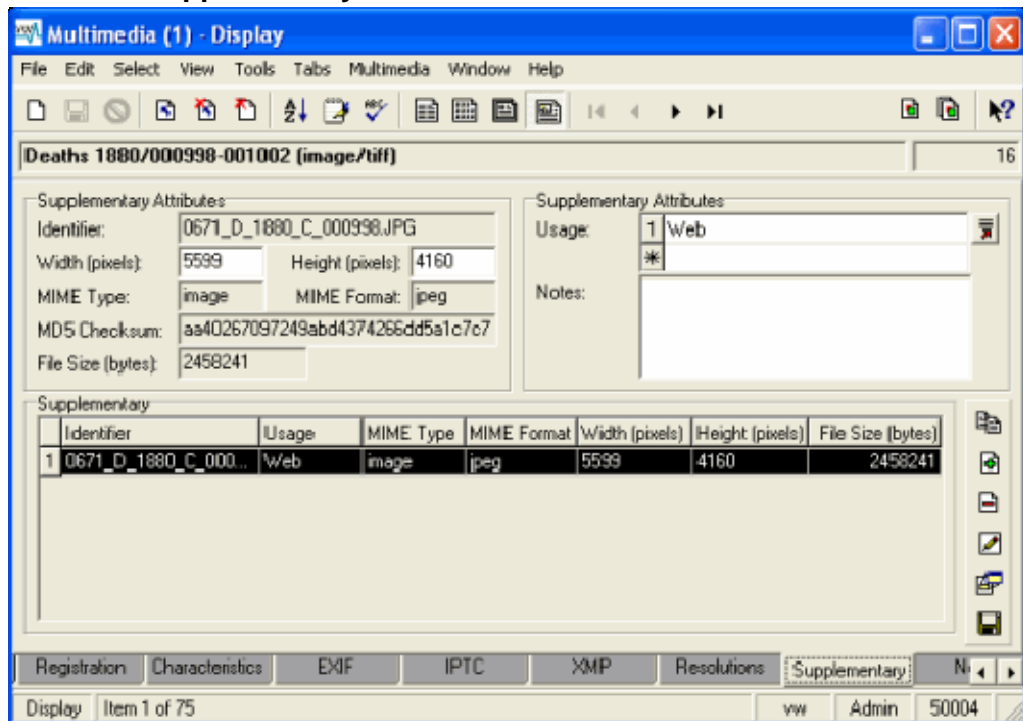 Multimedia (1) - Display
File Edit Select View Tools Tabs Multimedia Window Help
Deaths 1880/000998-001002 (image/tiff) 16
Supplementary Attributes
Identifier: 0671_D_1880_C_000998.JPG
Width (pixels): 5599 Height (pixels): 4160
MIME Type: image MIME Format: jpeg
MD5 Checksum: aa40267097249abd4374266dd5a1c7c7
File Size (bytes): 2458241
Supplementary Attributes
Usage: 1 Web
*
Notes:
Supplementary
Identifier Usage MIME Type MIME Format Width (pixels) Height (pixels) File Size (bytes)
1 0671_D_1880_C_000... Web image jpeg 5599 4160 2458241
Registration Characteristics EXIF IPTC XMP Resolutions Supplementary
Display Item 1 of 75 vw Admin 50004